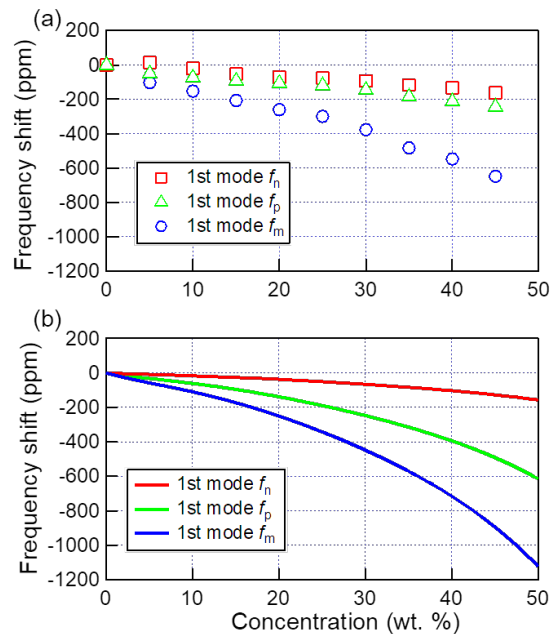 (a)
200
0
-200
-400
-600
-800
-1000
-1200
Frequency shift (ppm)
1st mode fn
1st mode fp
1st mode fm
0 10 20 30 40 50
(b)
200
0
-200
-400
-600
-800
-1000
-1200
Frequency shift (ppm)
1st mode fn
1st mode fp
1st mode fm
0 10 20 30 40 50
Concentration (wt. %)